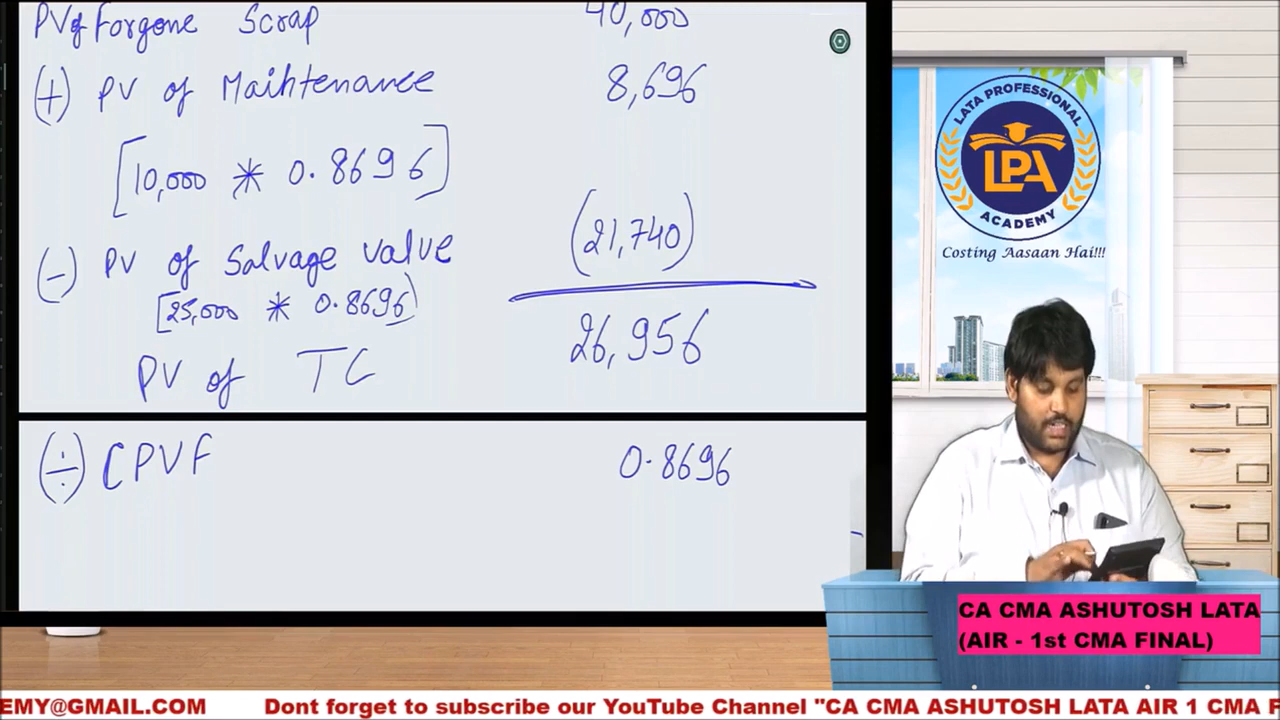 PV of Forgone Scrap 40,000
(+) PV of Maintenance 8,696
[10,000 * 0.8696]
(-) PV of Salvage value (21,740)
[25,000 * 0.8696]
PV of TC 26,956
(÷) CPVF 0.8696
LATA PROFESSIONAL
LPA
ACADEMY
Costing Aasaan Hai!!!
CA CMA ASHUTOSH LATA
(AIR - 1st CMA FINAL)
EMY@GMAIL.COM Dont forget to subscribe our YouTube Channel "CA CMA ASHUTOSH LATA AIR 1 CMA F